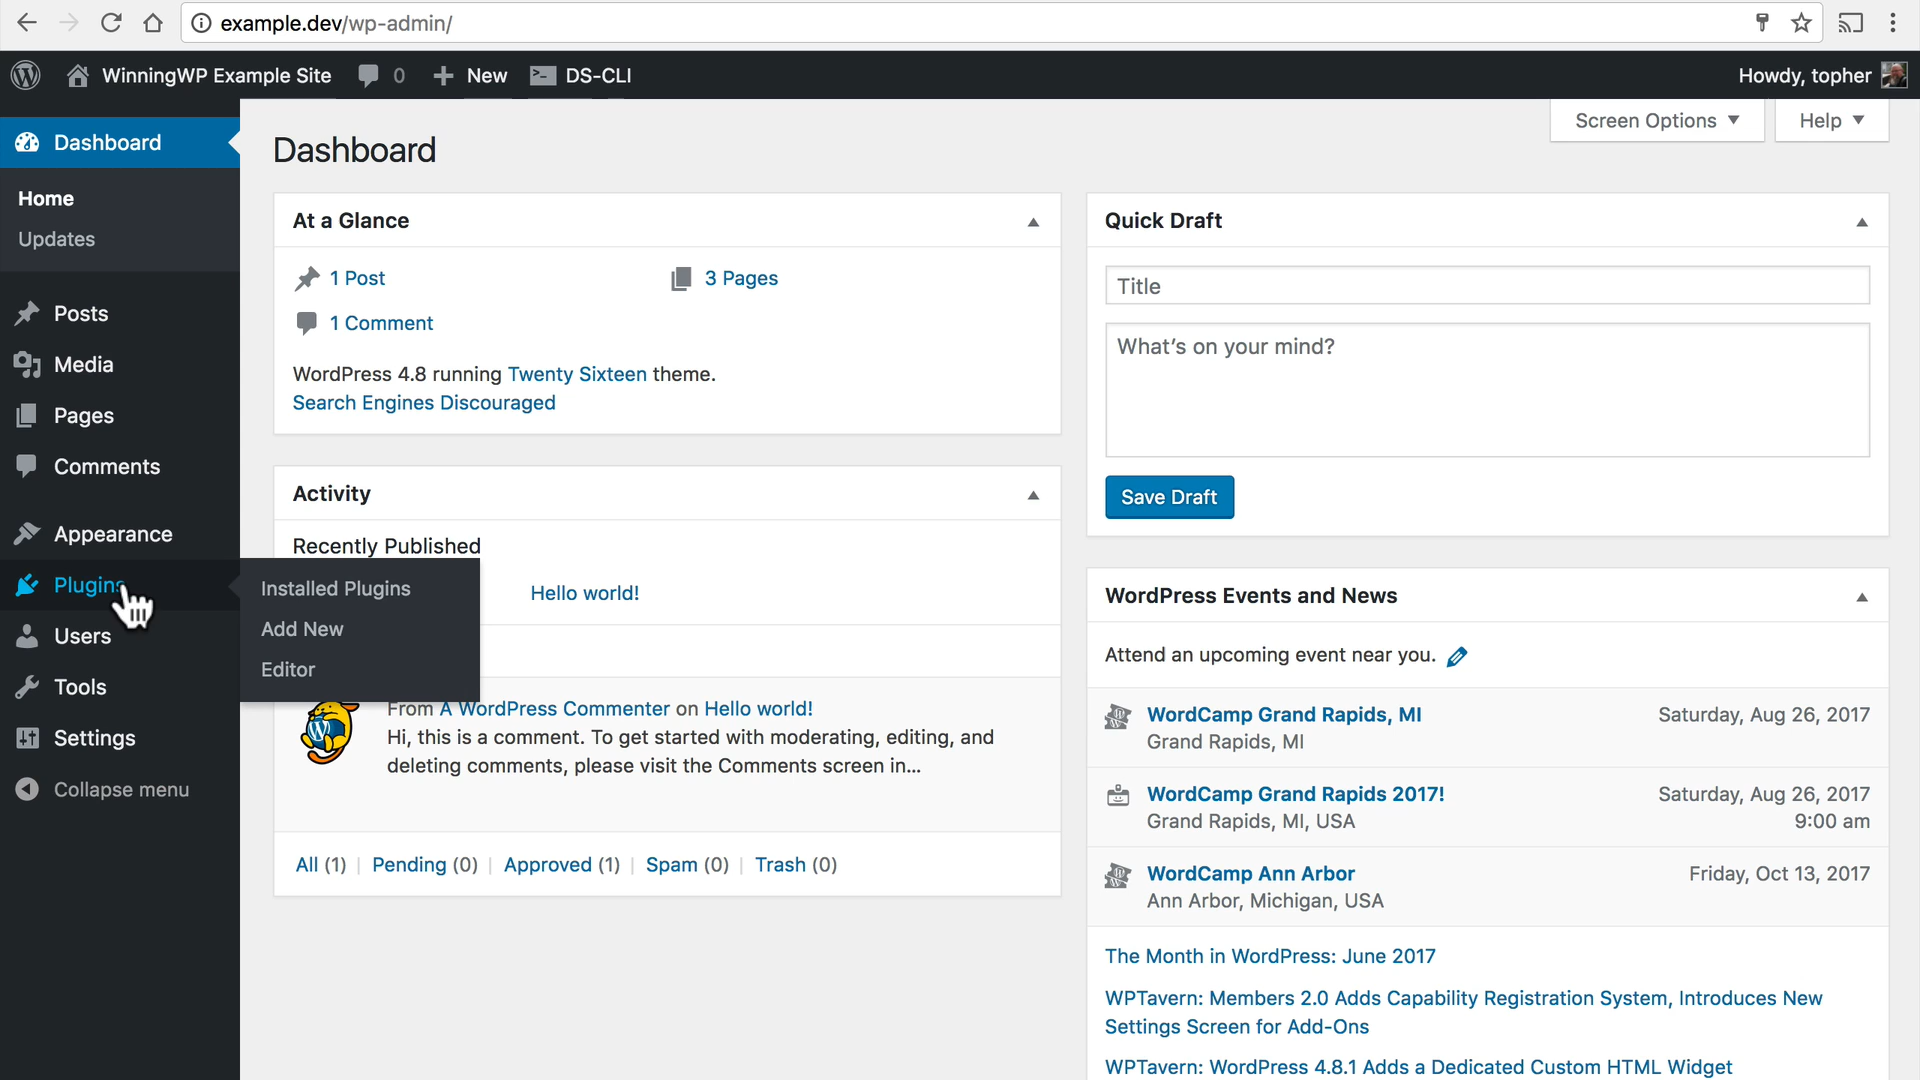 example.dev/wp-admin/
WinningWP Example Site 0 New DS-CLI Howdy, topher
Screen Options Help
Dashboard
Home
Updates
Posts
Media
Pages
Comments
Appearance
Plugins
Users
Tools
Settings
Collapse menu
Installed Plugins
Add New
Editor
Dashboard
At a Glance
1 Post 3 Pages
1 Comment
WordPress 4.8 running Twenty Sixteen theme.
Search Engines Discouraged
Activity
Recently Published
Hello world!
From A WordPress Commenter on Hello world!
Hi, this is a comment. To get started with moderating, editing, and
deleting comments, please visit the Comments screen in...
All (1) | Pending (0) | Approved (1) | Spam (0) | Trash (0)
Quick Draft
Title
What's on your mind?
Save Draft
WordPress Events and News
Attend an upcoming event near you.
WordCamp Grand Rapids, MI Saturday, Aug 26, 2017
Grand Rapids, MI
WordCamp Grand Rapids 2017! Saturday, Aug 26, 2017
Grand Rapids, MI, USA 9:00 am
WordCamp Ann Arbor Friday, Oct 13, 2017
Ann Arbor, Michigan, USA
The Month in WordPress: June 2017
WPTavern: Members 2.0 Adds Capability Registration System, Introduces New
Settings Screen for Add-Ons
WPTavern: WordPress 4.8.1 Adds a Dedicated Custom HTML Widget